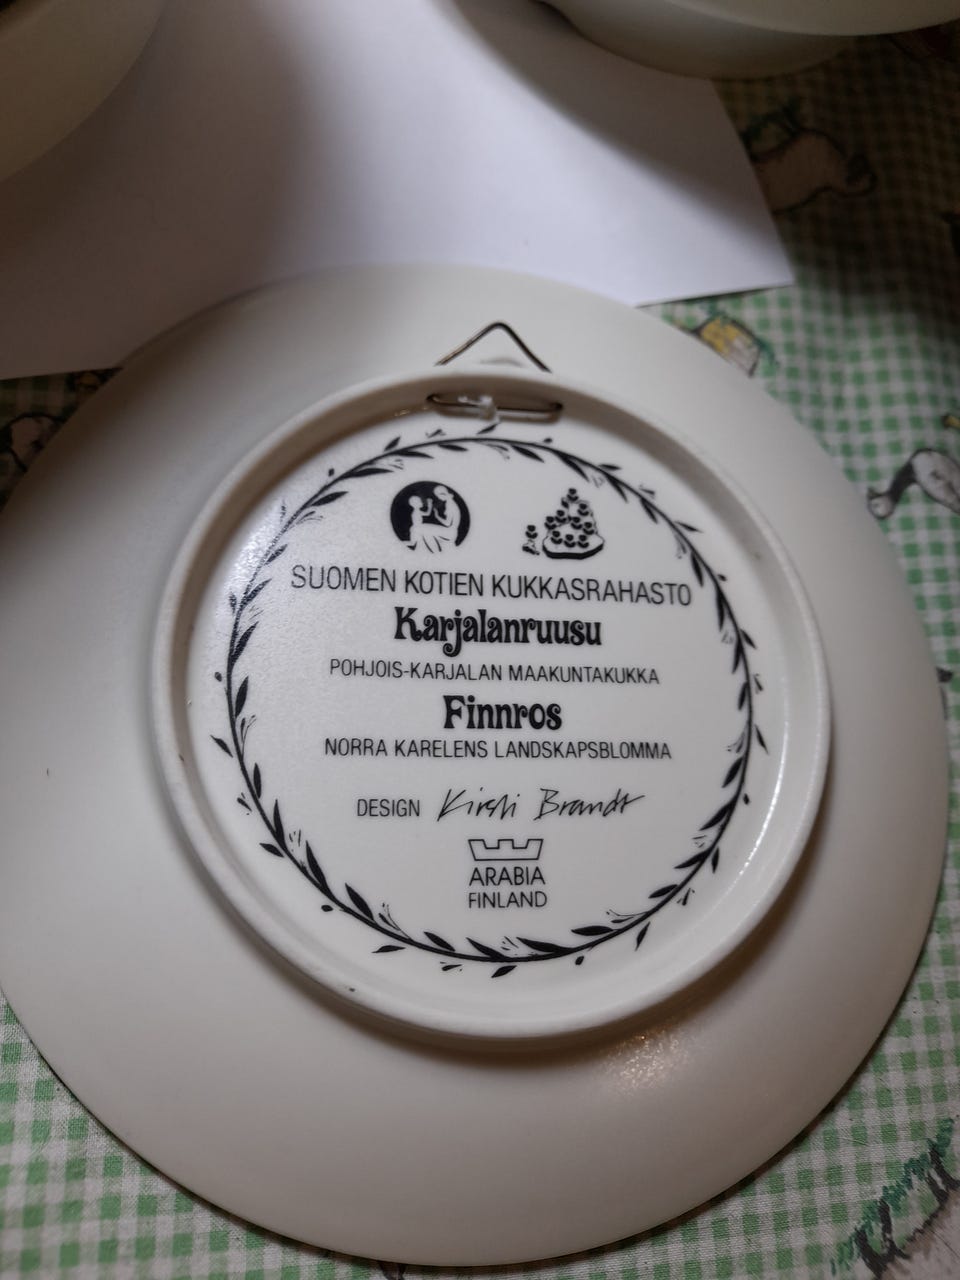 SUOMEN KOTIEN KUKKASRAHASTO
Karjalanruusu
POHJOIS-KARJALAN MAAKUNTAKUKKA
Finnros
NORRA KARELENS LANDSKAPSBLOMMA
DESIGN Kirsti Brandt
ARABIA
FINLAND